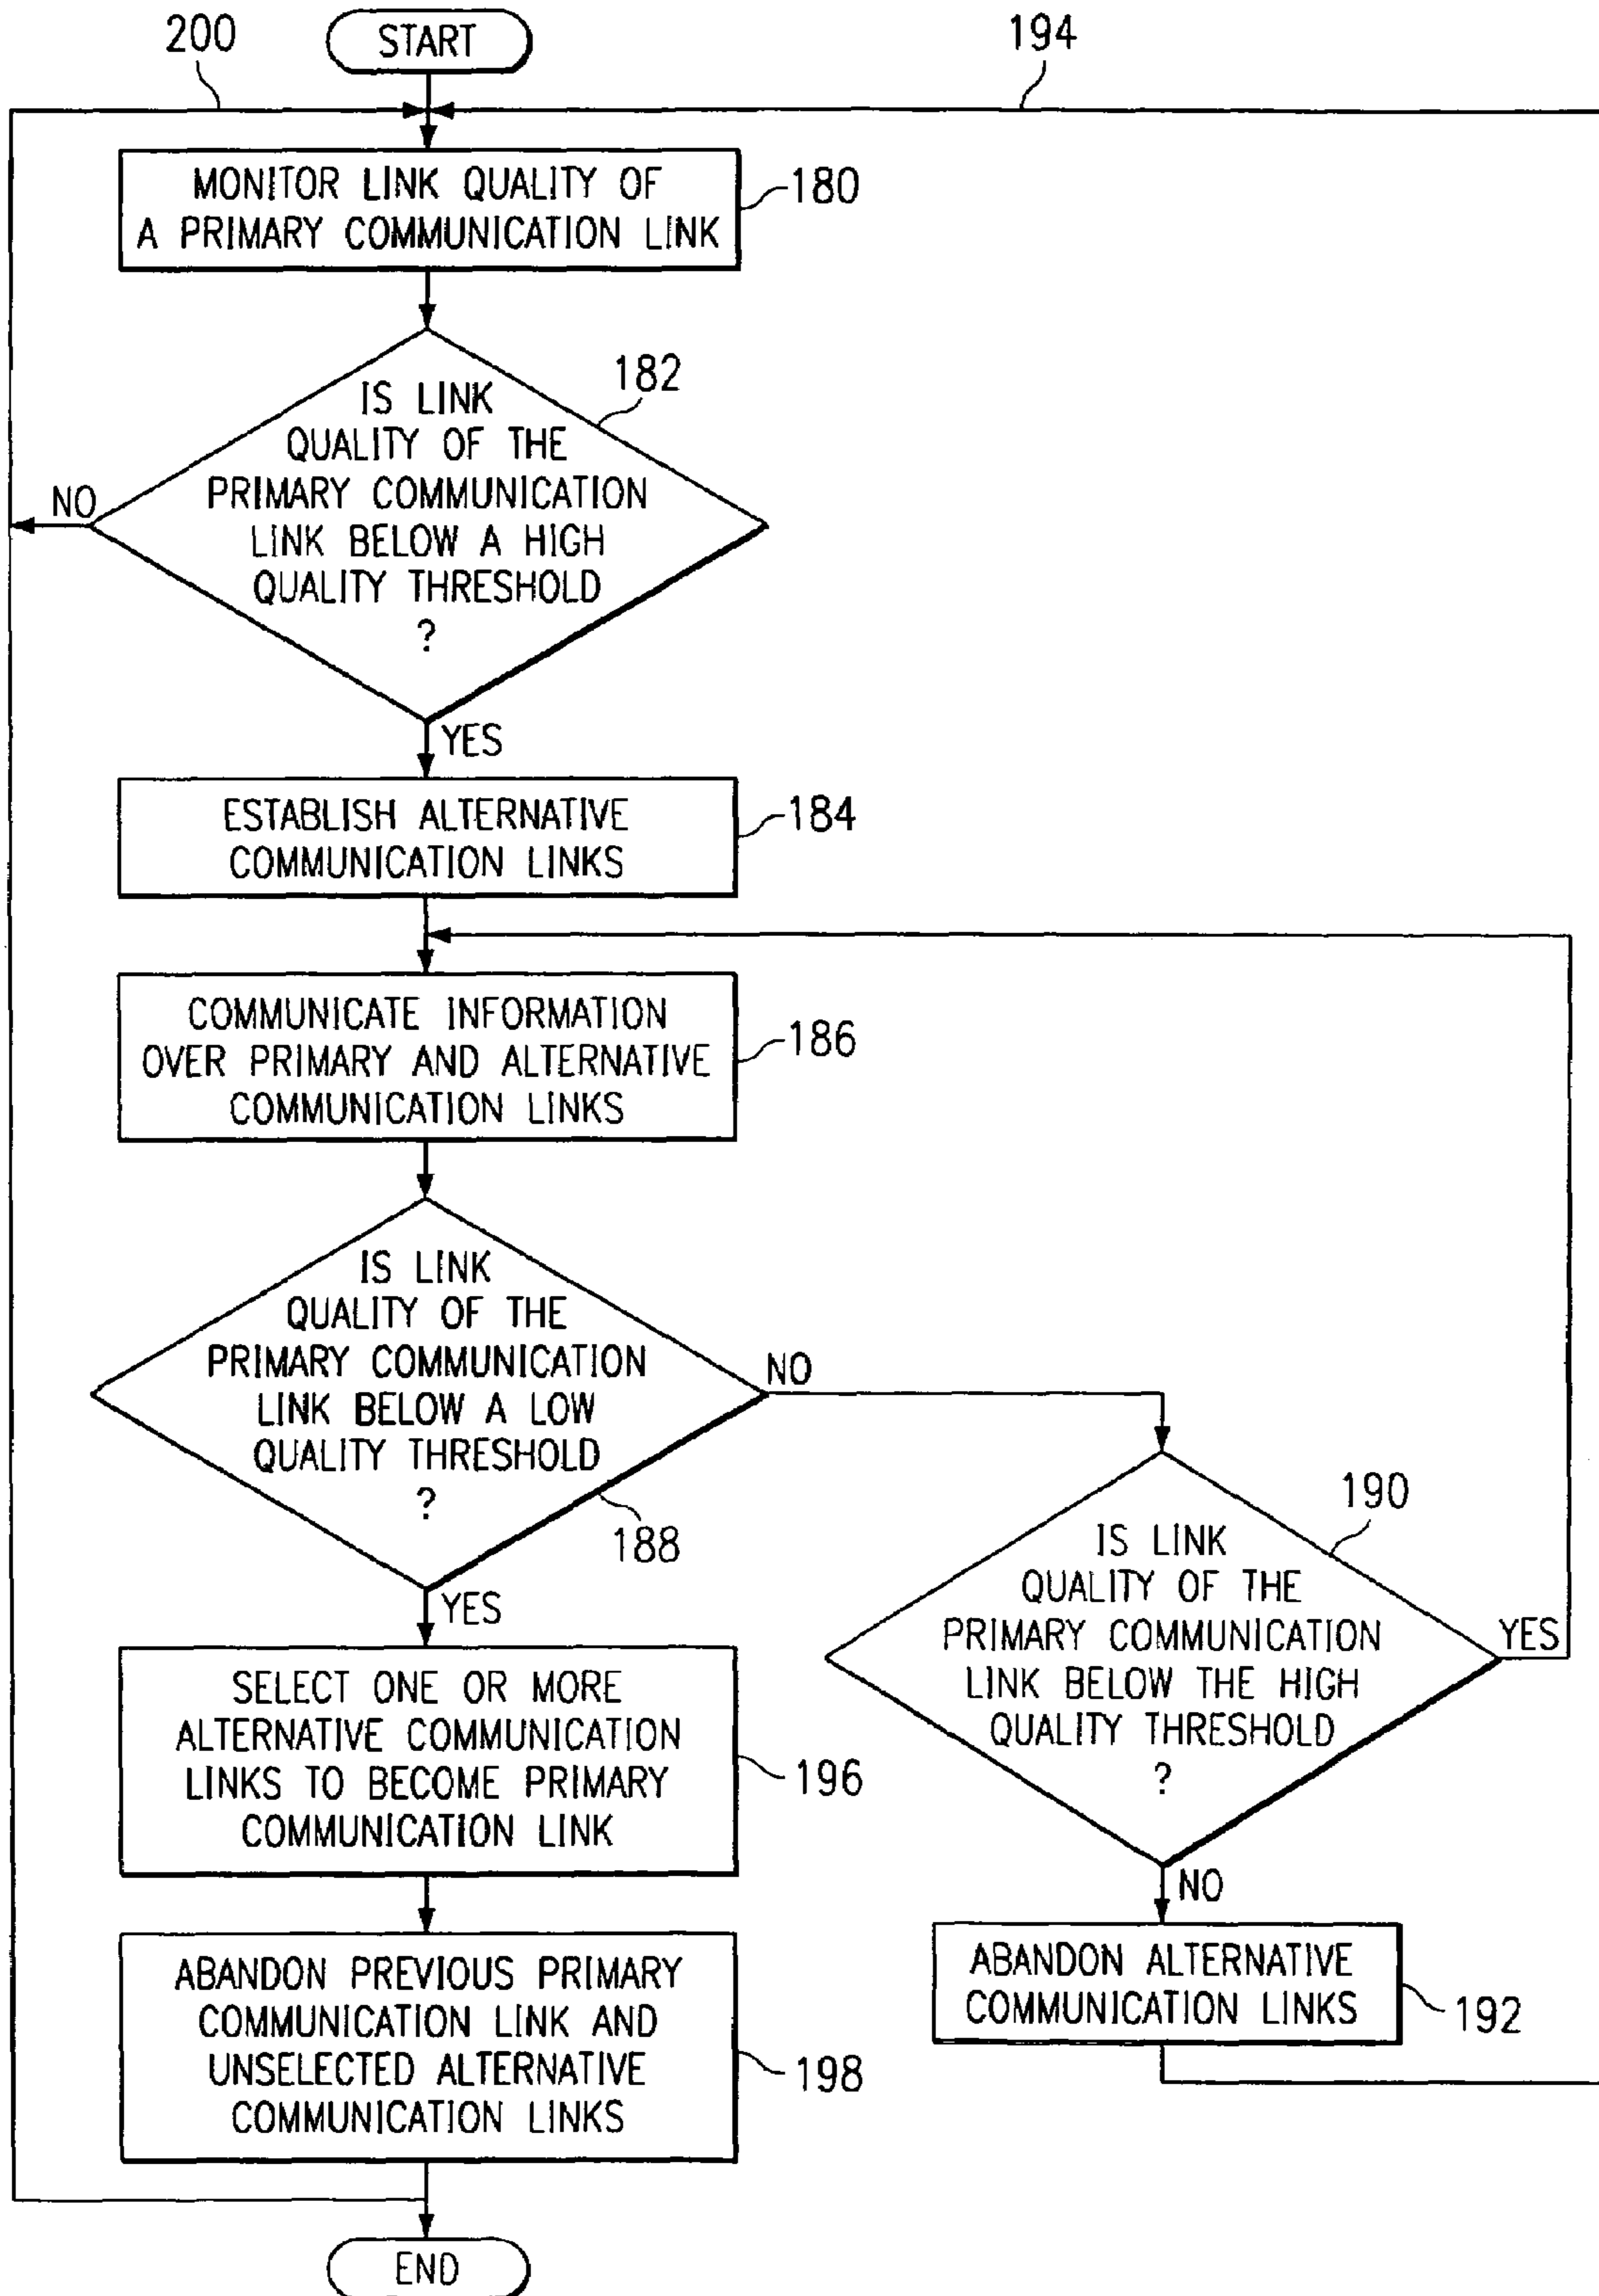 200
START
194
MONITOR LINK QUALITY OF
A PRIMARY COMMUNICATION LINK
180
IS LINK
QUALITY OF THE
PRIMARY COMMUNICATION
LINK BELOW A HIGH
QUALITY THRESHOLD
?
182
NO
YES
ESTABLISH ALTERNATIVE
COMMUNICATION LINKS
184
COMMUNICATE INFORMATION
OVER PRIMARY AND ALTERNATIVE
COMMUNICATION LINKS
186
IS LINK
QUALITY OF THE
PRIMARY COMMUNICATION
LINK BELOW A LOW
QUALITY THRESHOLD
?
188
NO
YES
IS LINK
QUALITY OF THE
PRIMARY COMMUNICATION
LINK BELOW THE HIGH
QUALITY THRESHOLD
?
190
YES
NO
SELECT ONE OR MORE
ALTERNATIVE COMMUNICATION
LINKS TO BECOME PRIMARY
COMMUNICATION LINK
196
ABANDON ALTERNATIVE
COMMUNICATION LINKS
192
ABANDON PREVIOUS PRIMARY
COMMUNICATION LINK AND
UNSELECTED ALTERNATIVE
COMMUNICATION LINKS
198
END